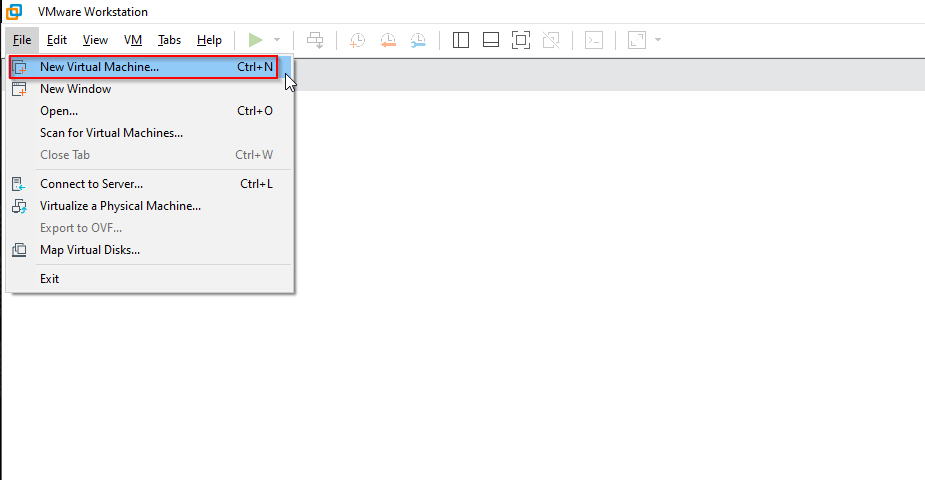 VMware Workstation
File Edit View VM Tabs Help
New Virtual Machine... Ctrl+N
New Window
Open... Ctrl+O
Scan for Virtual Machines...
Close Tab Ctrl+W
Connect to Server... Ctrl+L
Virtualize a Physical Machine...
Export to OVF...
Map Virtual Disks...
Exit